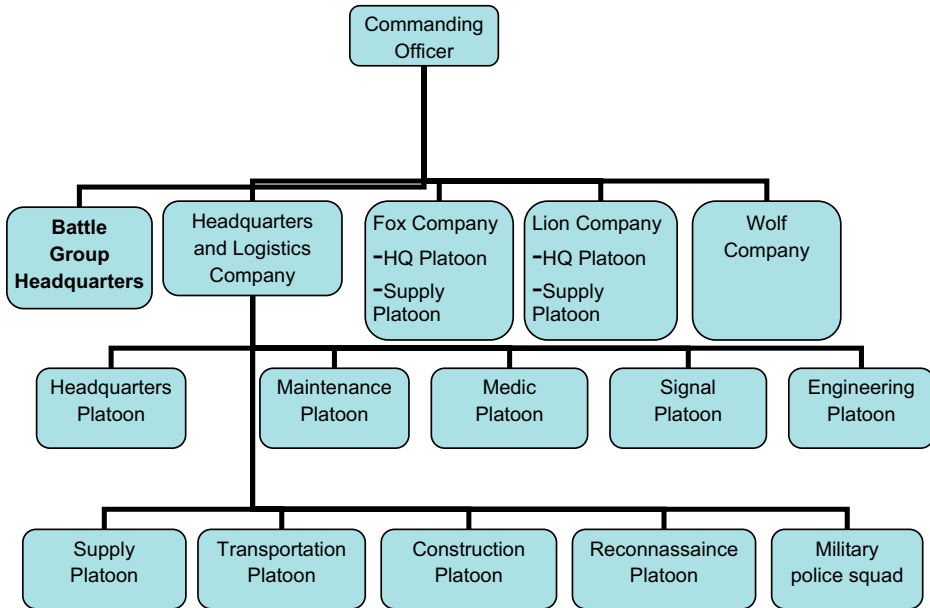 Commanding
Officer
Battle
Group
Headquarters
Headquarters
and Logistics
Company
Fox Company
-HQ Platoon
-Supply
Platoon
Lion Company
-HQ Platoon
-Supply
Platoon
Wolf
Company
Headquarters
Platoon
Maintenance
Platoon
Medic
Platoon
Signal
Platoon
Engineering
Platoon
Supply
Platoon
Transportation
Platoon
Construction
Platoon
Reconnassaince
Platoon
Military
police squad